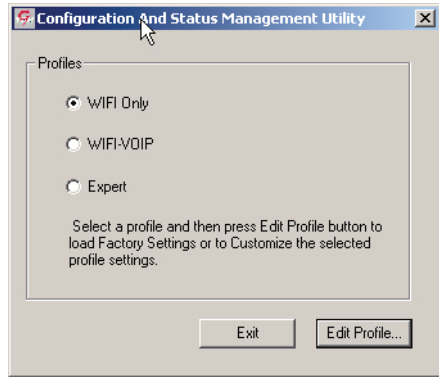 Configuration And Status Management Utility
Profiles
WIFI Only
WIFI-VOIP
Expert
Select a profile and then press Edit Profile button to
load Factory Settings or to Customize the selected
profile settings.
Exit
Edit Profile...